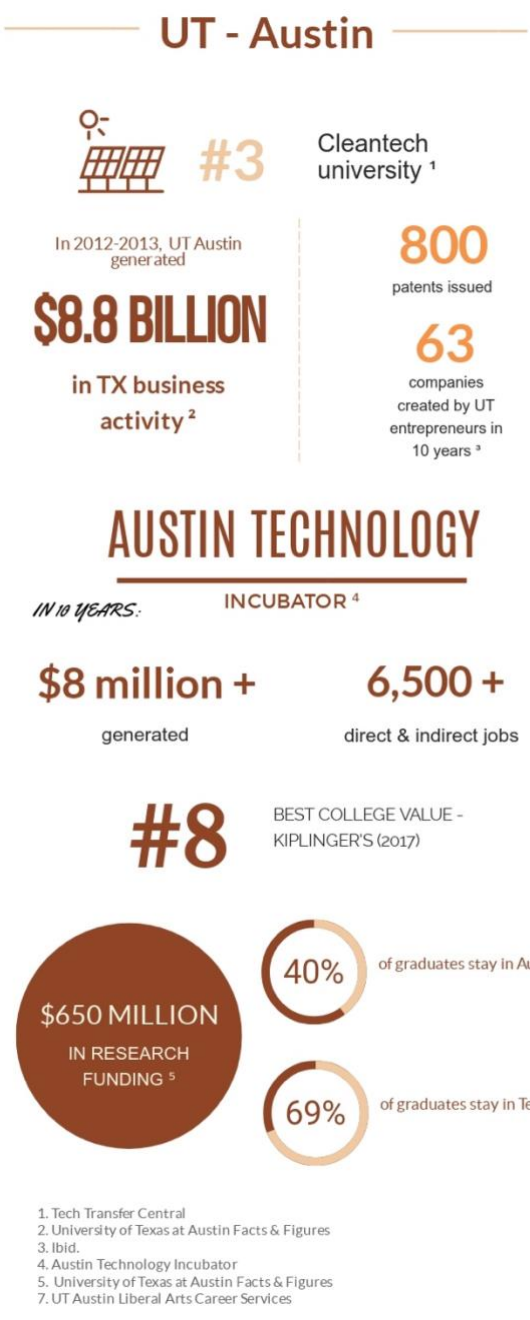 UT - Austin
#3
Cleantech
university ¹
In 2012-2013, UT Austin
generated
$8.8 BILLION
in TX business
activity ²
800
patents issued
63
companies
created by UT
entrepreneurs in
10 years ³
AUSTIN TECHNOLOGY
INCUBATOR ⁴
IN 10 YEARS:
$8 million +
generated
6,500 +
direct & indirect jobs
#8
BEST COLLEGE VALUE -
KIPLINGER'S (2017)
$650 MILLION
IN RESEARCH
FUNDING ⁵
40%
of graduates stay in Au
69%
of graduates stay in Te
1. Tech Transfer Central
2. University of Texas at Austin Facts & Figures
3. Ibid.
4. Austin Technology Incubator
5. University of Texas at Austin Facts & Figures
7. UT Austin Liberal Arts Career Services